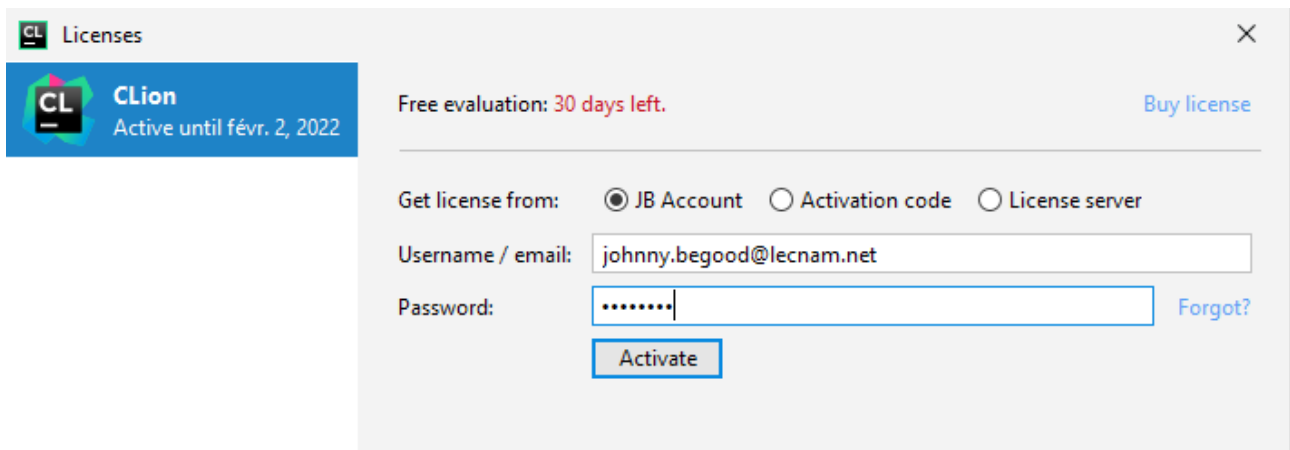 CL Licenses
CL CLion
Active until févr. 2, 2022
Free evaluation: 30 days left. Buy license
Get license from: JB Account Activation code License server
Username / email: johnny.begood@lecnam.net
Password: •••••••• Forgot?
Activate